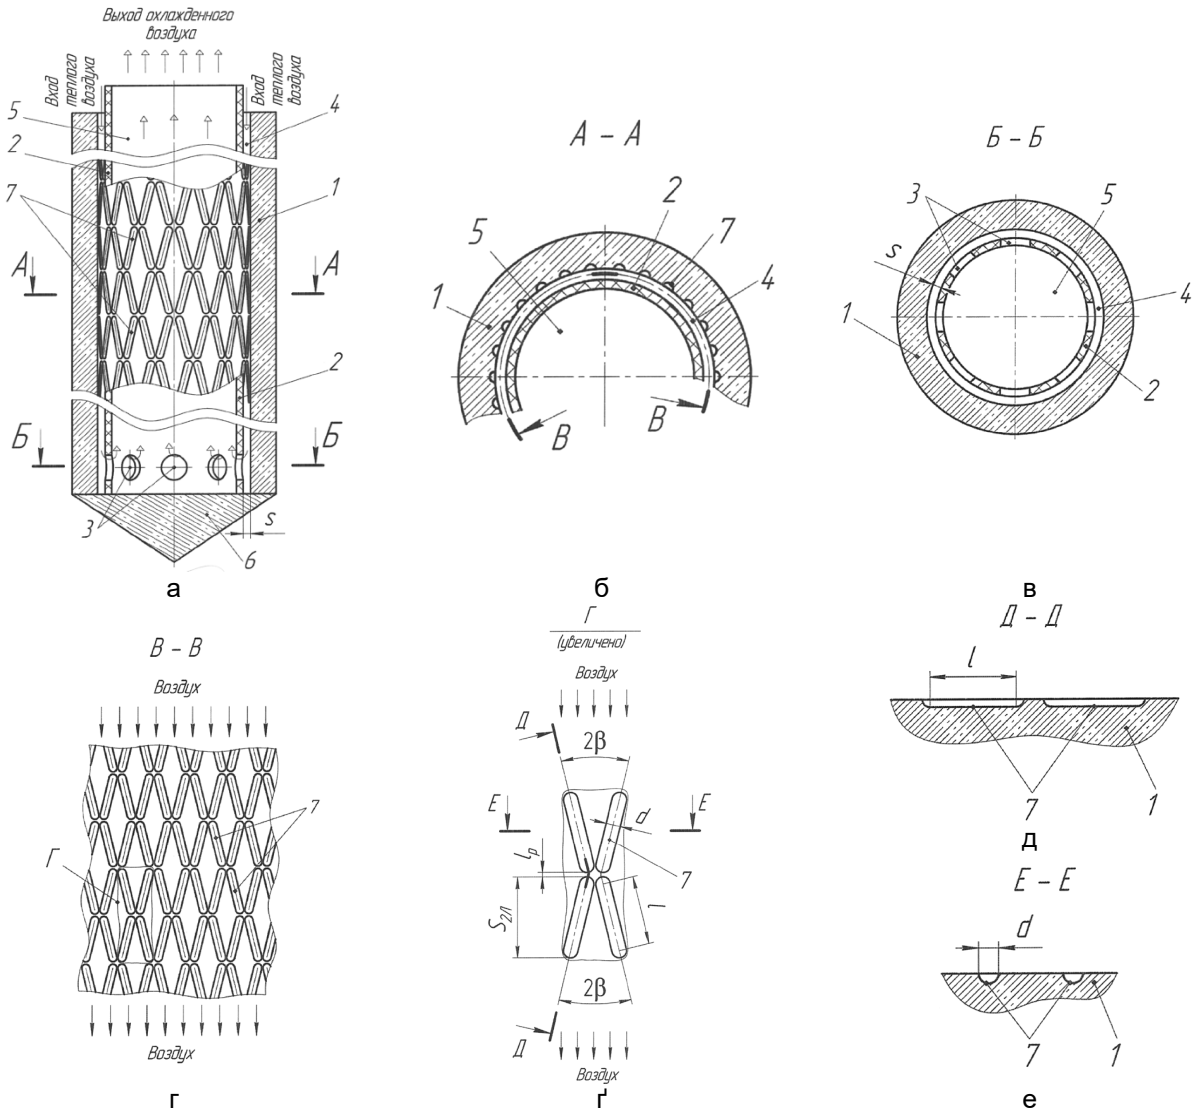 Выход охлажденного
воздуха
Вход
теплого
воздуха
Вход
теплого
воздуха
5
4
2
7
1
А
А
2
Б
Б
3
s
6
а
А – А
2
7
5
4
1
В
В
б
Б – Б
3
5
s
4
1
2
в
В – В
Воздух
7
Г
Воздух
г
Г
(увеличено)
Воздух
Д
2β
Е
Е
d
lр
7
S2Л
l
2β
Д
Воздух
ґ
Д – Д
l
7
1
д
Е – Е
d
7
1
е